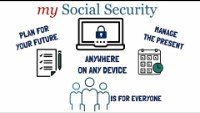 my Social Security
PLAN FOR
YOUR FUTURE
MANAGE
THE PRESENT
ANYWHERE
ON ANY DEVICE
IS FOR EVERYONE